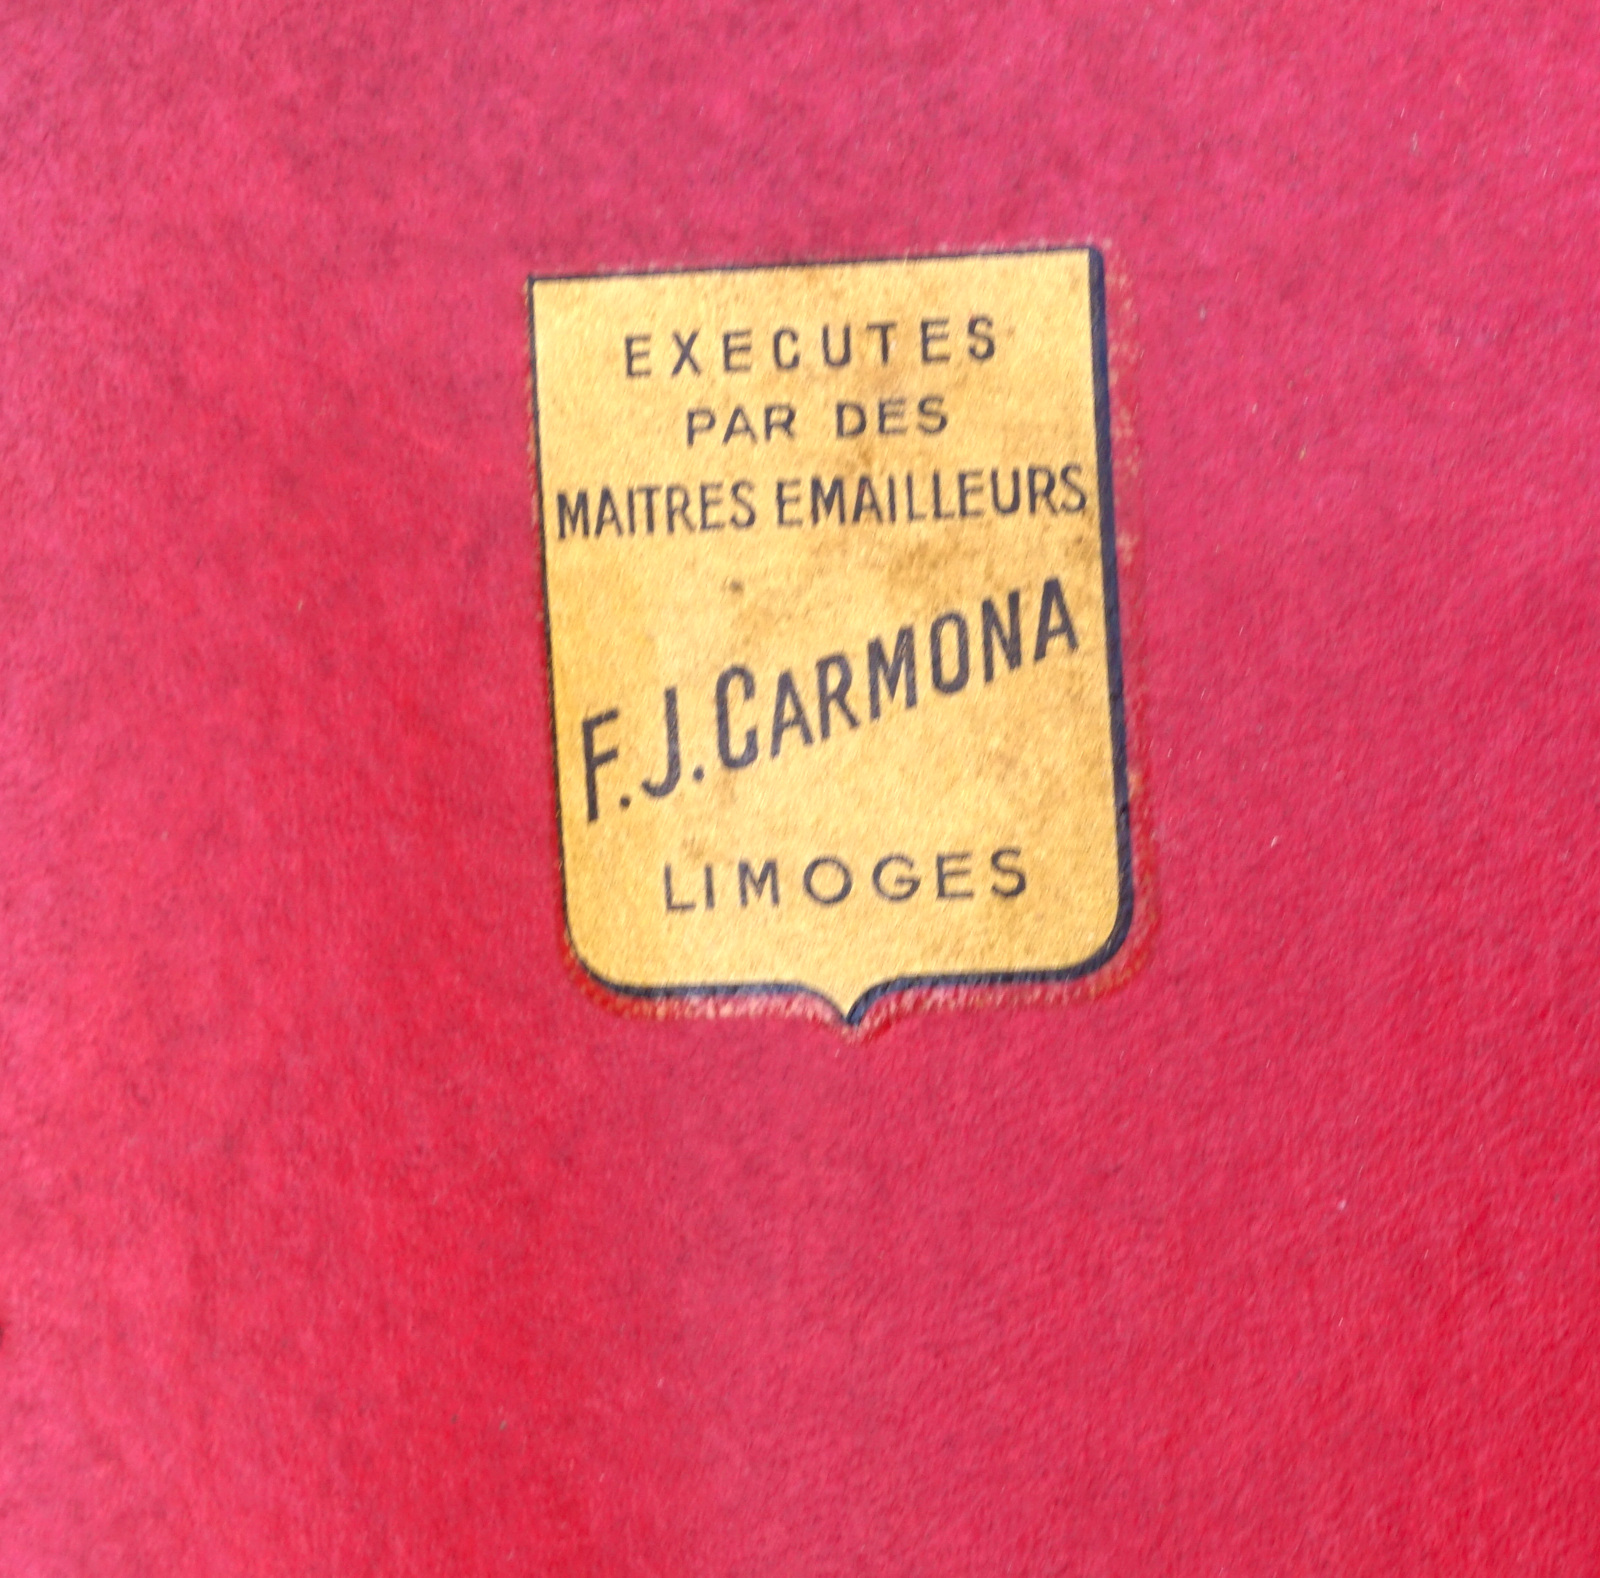 EXECUTES
PAR DES
MAITRES EMAILLEURS
F.J. CARMONA
LIMOGES